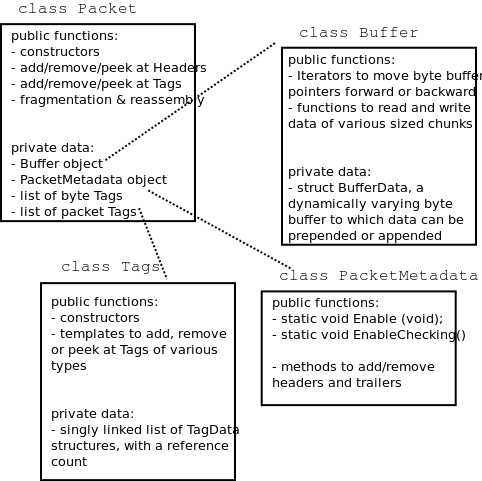 class Packet
public functions:
- constructors
- add/remove/peek at Headers
- add/remove/peek at Tags
- fragmentation & reassembly
private data:
- Buffer object
- PacketMetadata object
- list of byte Tags
- list of packet Tags
class Buffer
public functions:
- Iterators to move byte buffer
pointers forward or backward
- functions to read and write
data of various sized chunks
private data:
- struct BufferData, a
dynamically varying byte
buffer to which data can be
prepended or appended
class Tags
public functions:
- constructors
- templates to add, remove
or peek at Tags of various
types
private data:
- singly linked list of TagData
structures, with a reference
count
class PacketMetadata
public functions:
- static void Enable (void);
- static void EnableChecking()
- methods to add/remove
headers and trailers